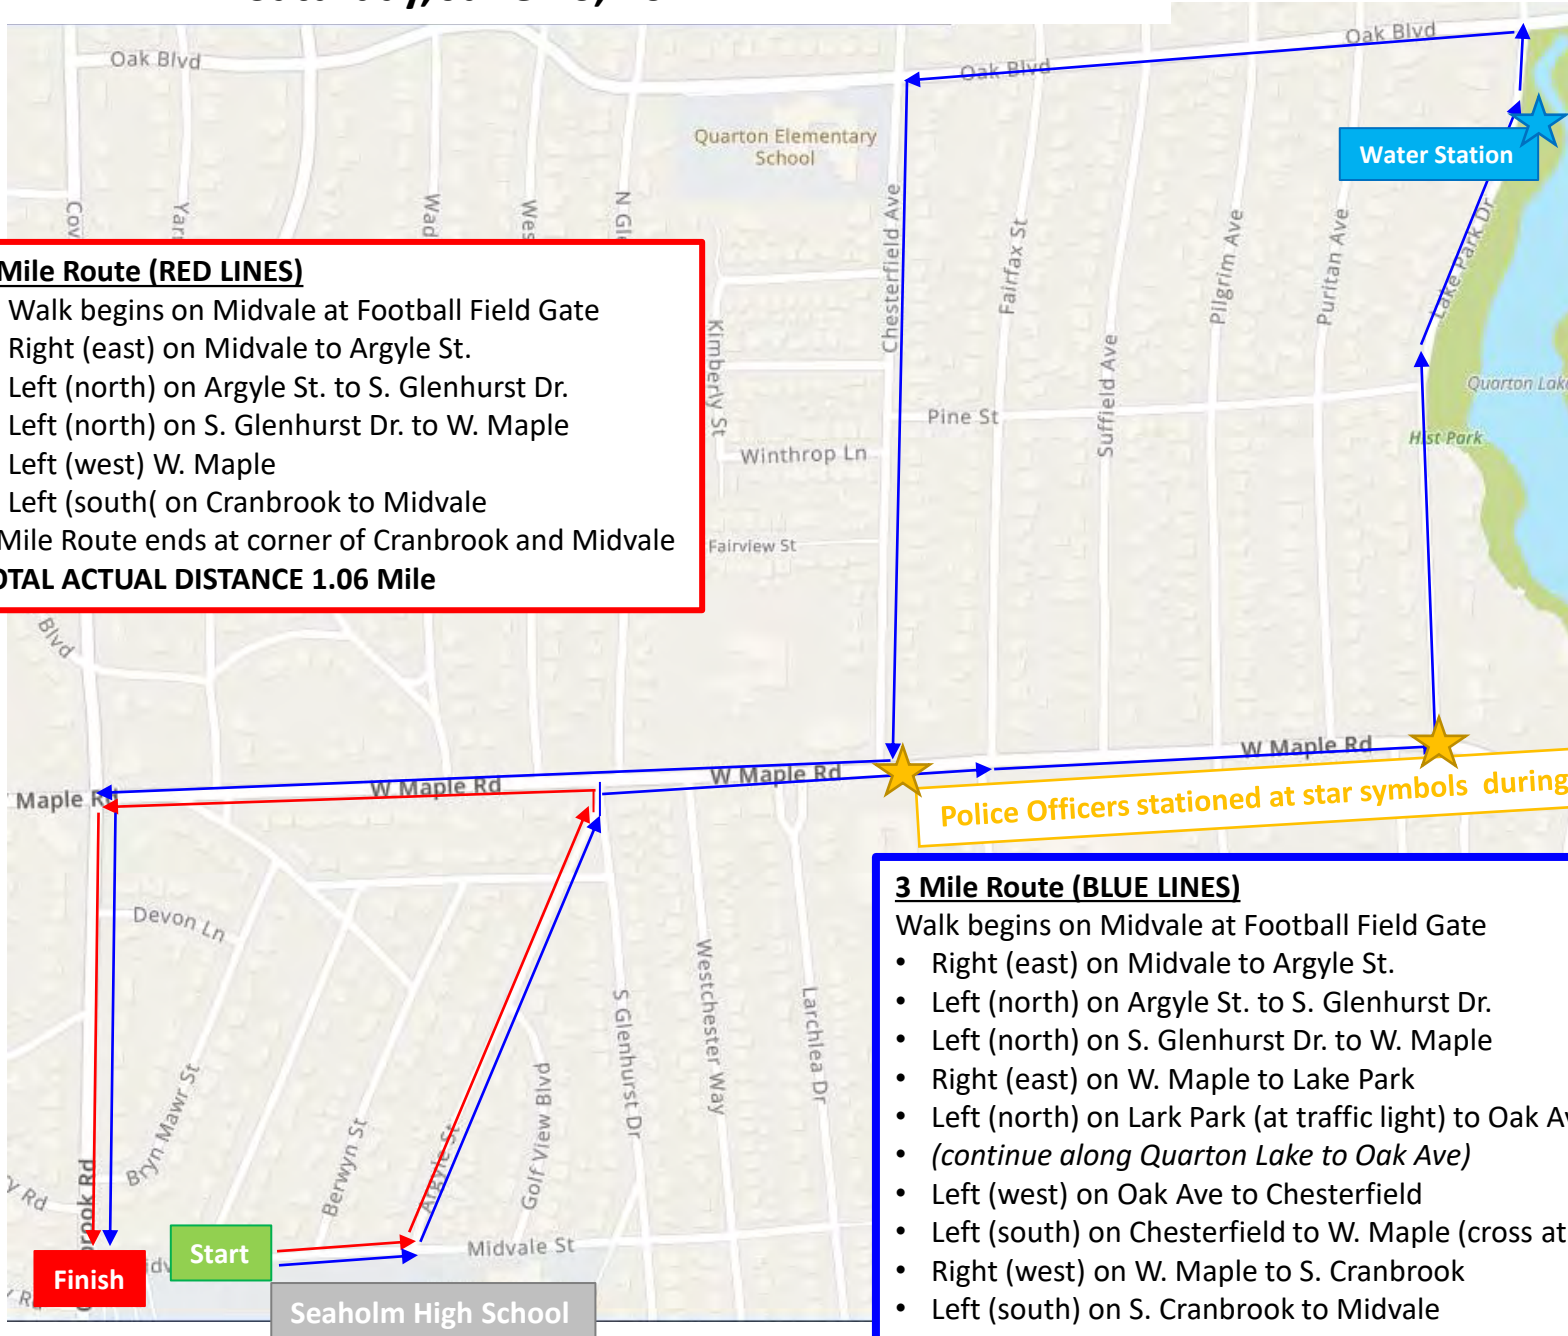 Oak Blvd
Oak Blvd
Oak Blvd
Quarton Elementary
School
Water Station
Chesterfield Ave
Fairfax St
Suffield Ave
Pilgrim Ave
Puritan Ave
Lake Park Dr
Quarton Lake
Hist Park
Kimberly St
Pine St
Winthrop Ln
Fairview St
Mile Route (RED LINES)
Walk begins on Midvale at Football Field Gate
Right (east) on Midvale to Argyle St.
Left (north) on Argyle St. to S. Glenhurst Dr.
Left (north) on S. Glenhurst Dr. to W. Maple
Left (west) W. Maple
Left (south( on Cranbrook to Midvale
Mile Route ends at corner of Cranbrook and Midvale
OTAL ACTUAL DISTANCE 1.06 Mile
Blvd
Maple Rd
W Maple Rd
W Maple Rd
W Maple Rd
Police Officers stationed at star symbols during
Devon Ln
Bryn Mawr St
Berwyn St
Argyle St
Golf View Blvd
S Glenhurst Dr
Westchester Way
Larchlea Dr
Midvale St
Start
Finish
Seaholm High School
3 Mile Route (BLUE LINES)
Walk begins on Midvale at Football Field Gate
• Right (east) on Midvale to Argyle St.
• Left (north) on Argyle St. to S. Glenhurst Dr.
• Left (north) on S. Glenhurst Dr. to W. Maple
• Right (east) on W. Maple to Lake Park
• Left (north) on Lark Park (at traffic light) to Oak Av
• (continue along Quarton Lake to Oak Ave)
• Left (west) on Oak Ave to Chesterfield
• Left (south) on Chesterfield to W. Maple (cross at
• Right (west) on W. Maple to S. Cranbrook
• Left (south) on S. Cranbrook to Midvale